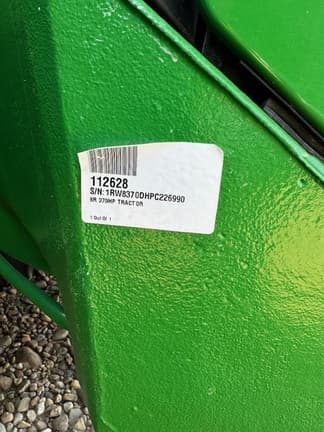 112628
S/N: 1RW8370DHPC226990
8R 370HP TRACTOR
1 Out Of 1